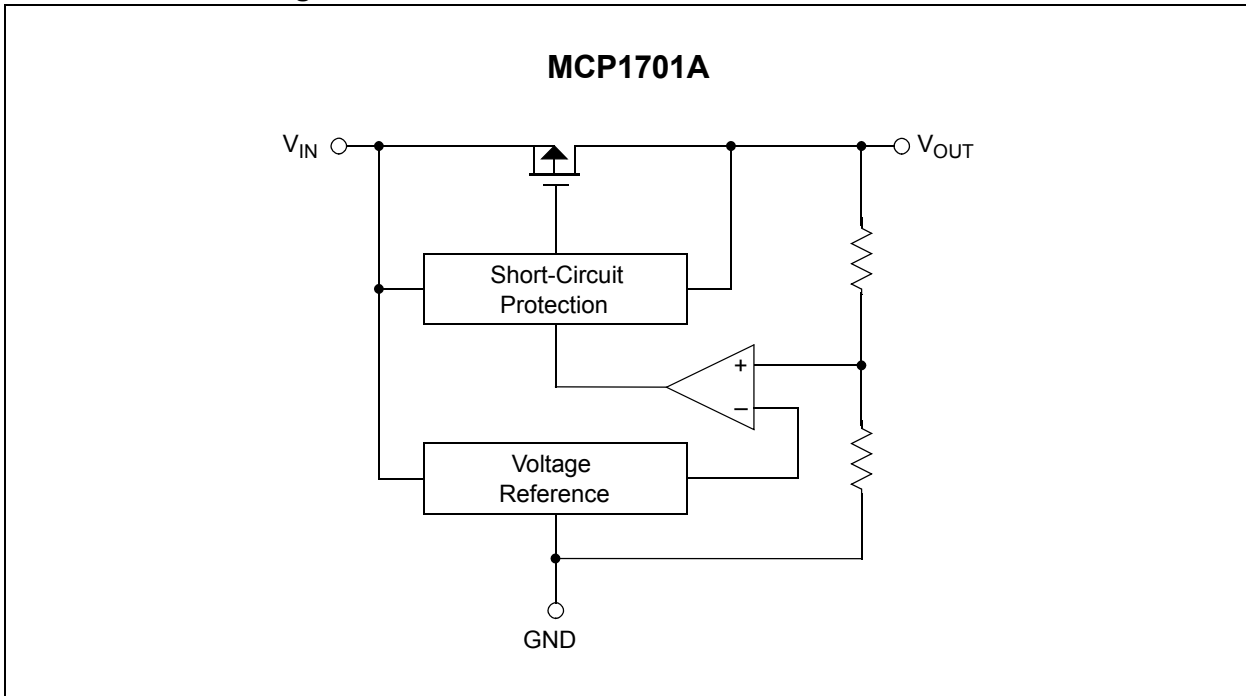 MCP1701A
VIN
VOUT
Short-Circuit
Protection
+
−
Voltage
Reference
GND